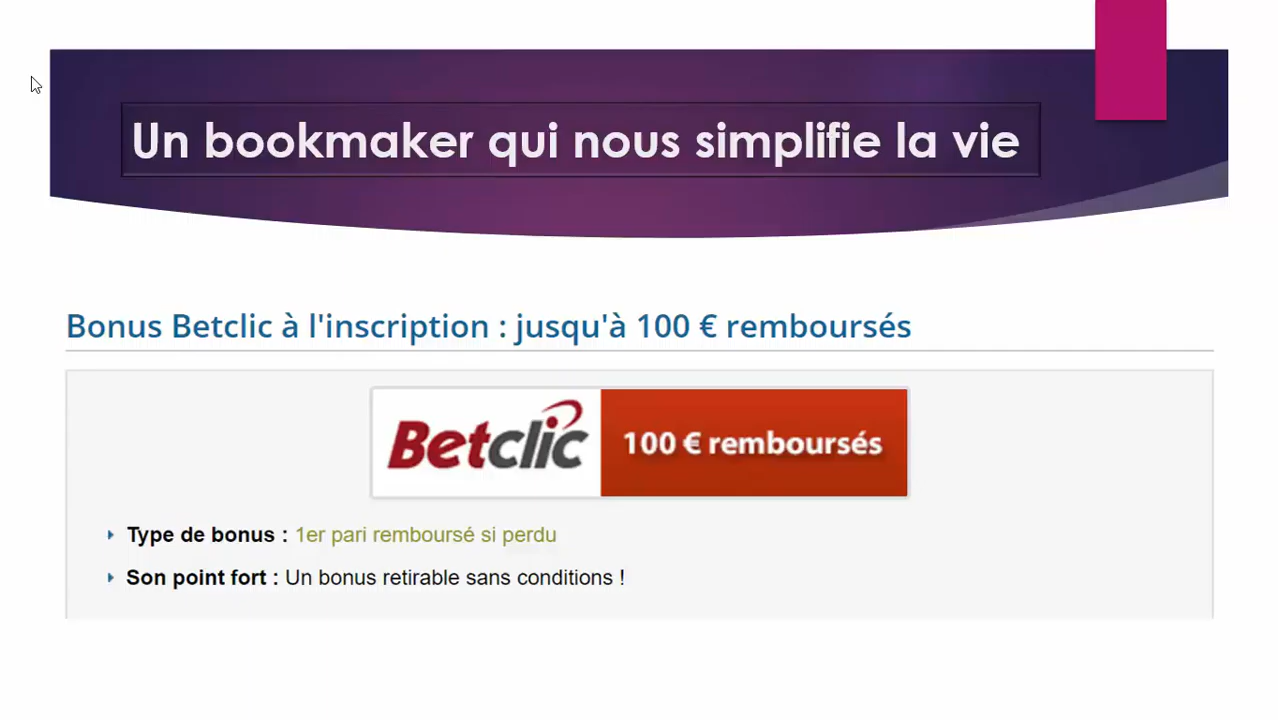 Un bookmaker qui nous simplifie la vie
Bonus Betclic à l'inscription : jusqu'à 100 € remboursés
Betclic 100 € remboursés
Type de bonus : 1er pari remboursé si perdu
Son point fort : Un bonus retirable sans conditions !